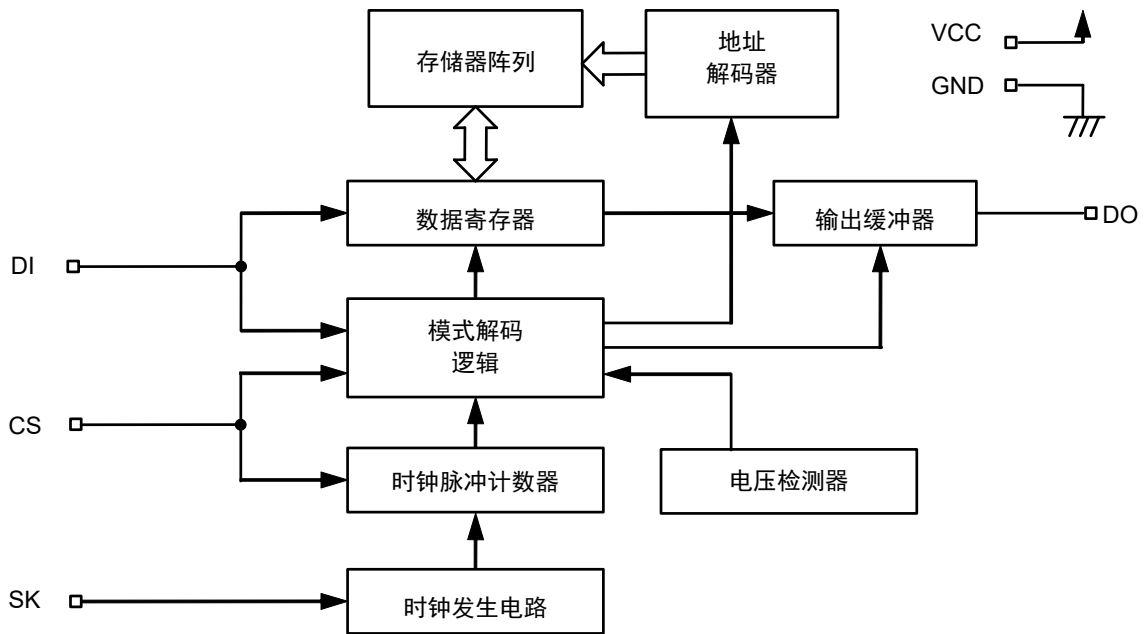 存储器阵列
地址
解码器
VCC
GND
数据寄存器
输出缓冲器
DO
DI
模式解码
逻辑
CS
时钟脉冲计数器
电压检测器
SK
时钟发生电路